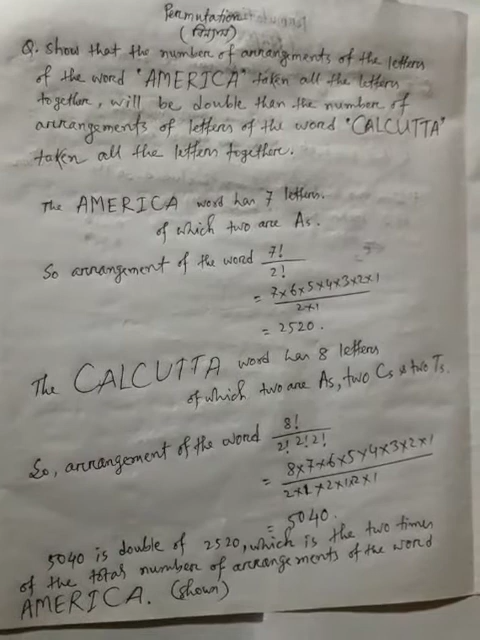 Permutation
(বিন্যাস)
Q. Show that the number of arrangements of the letters
of the word "AMERICA" taken all the letters
together, will be double than the number of
arrangements of letters of the word "CALCUTTA"
taken all the letters together.
The AMERICA word has 7 letters.
of which two are As.
So arrangement of the word 7!/2!
= 7×6×5×4×3×2×1/2×1
= 2520.
The CALCUTTA word has 8 letters
of which two are As, two Cs & two Ts.
So, arrangement of the word 8!/2! 2! 2!
= 8×7×6×5×4×3×2×1/2×1×2×1×2×1
= 5040.
5040 is double of 2520, which is the two times
of the total number of arrangements of the word
AMERICA. (shown)